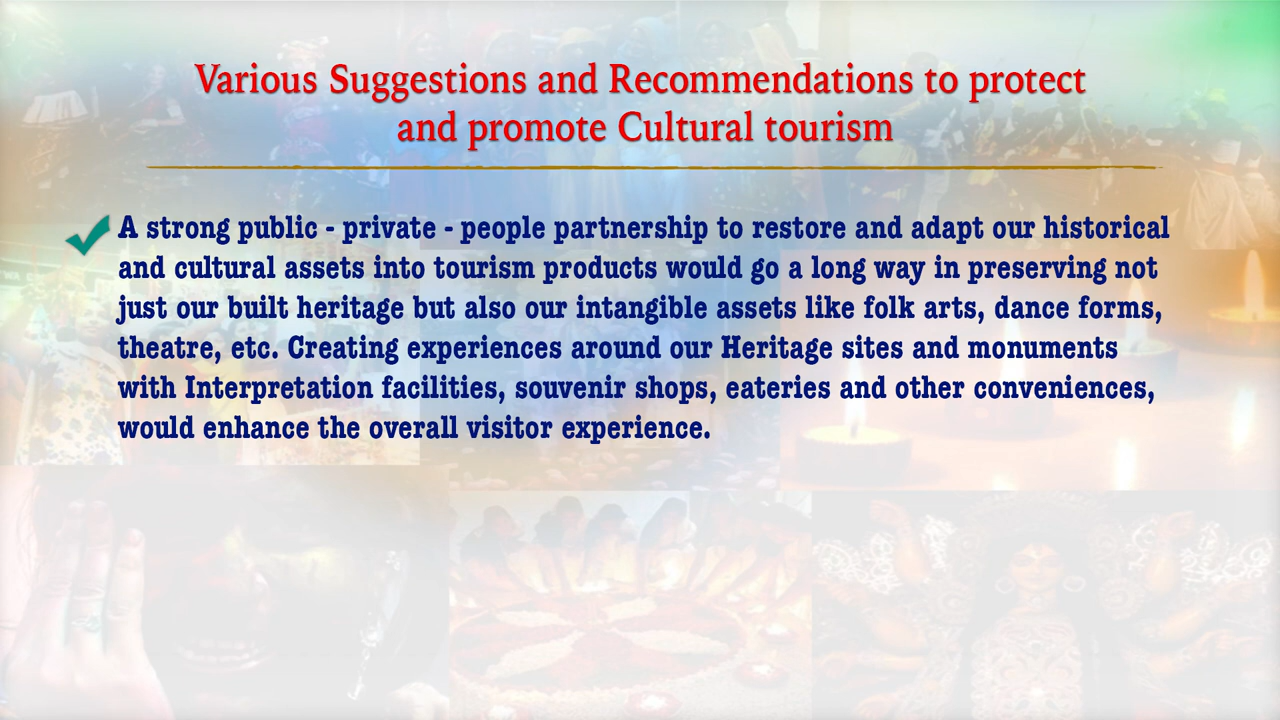 Various Suggestions and Recommendations to protect
and promote Cultural tourism
A strong public - private - people partnership to restore and adapt our historical
and cultural assets into tourism products would go a long way in preserving not
just our built heritage but also our intangible assets like folk arts, dance forms,
theatre, etc. Creating experiences around our Heritage sites and monuments
with Interpretation facilities, souvenir shops, eateries and other conveniences,
would enhance the overall visitor experience.